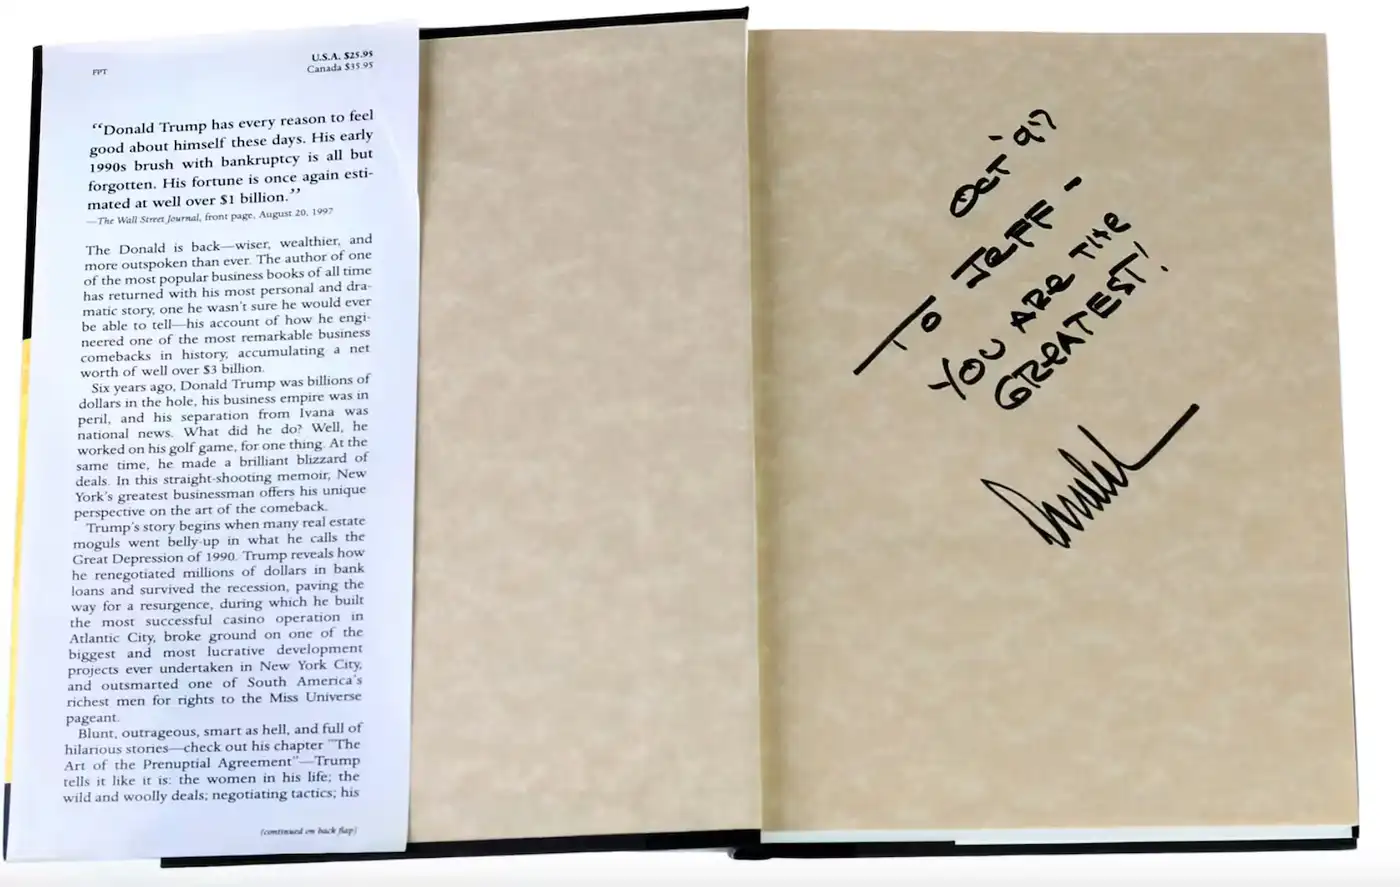 FPT
U.S.A. $25.95
Canada $35.95
“Donald Trump has every reason to feel
good about himself these days. His early
1990s brush with bankruptcy is all but
forgotten. His fortune is once again esti-
mated at well over $1 billion.”
—The Wall Street Journal, front page, August 20, 1997
The Donald is back—wiser, wealthier, and
more outspoken than ever. The author of one
of the most popular business books of all time
has returned with his most personal and dra-
matic story, one he wasn't sure he would ever
be able to tell—his account of how he engi-
neered one of the most remarkable business
comebacks in history, accumulating a net
worth of well over $3 billion.
Six years ago, Donald Trump was billions of
dollars in the hole, his business empire was in
peril, and his separation from Ivana was
national news. What did he do? Well, he
worked on his golf game, for one thing. At the
same time, he made a brilliant blizzard of
deals. In this straight-shooting memoir, New
York's greatest businessman offers his unique
perspective on the art of the comeback.
Trump's story begins when many real estate
moguls went belly-up in what he calls the
Great Depression of 1990. Trump reveals how
he renegotiated millions of dollars in bank
loans and survived the recession, paving the
way for a resurgence, during which he built
the most successful casino operation in
Atlantic City, broke ground on one of the
biggest and most lucrative development
projects ever undertaken in New York City,
and outsmarted one of South America's
richest men for rights to the Miss Universe
pageant.
Blunt, outrageous, smart as hell, and full of
hilarious stories—check out his chapter "The
Art of the Prenuptial Agreement"—Trump
tells it like it is: the women in his life; the
wild and woolly deals; negotiating tactics; his
(continued on back flap)
OCT '97
TO JEFF -
YOU ARE THE
GREATEST!